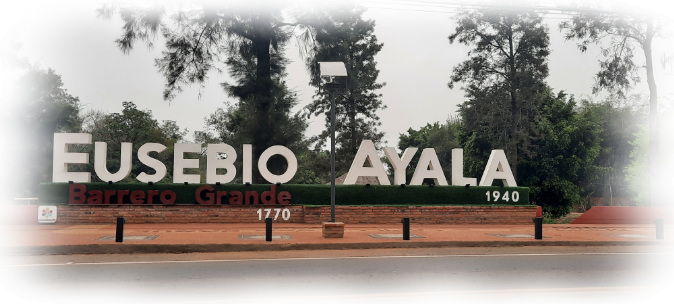 EUSEBIO AYALA
Barrero Grande
1940
1770